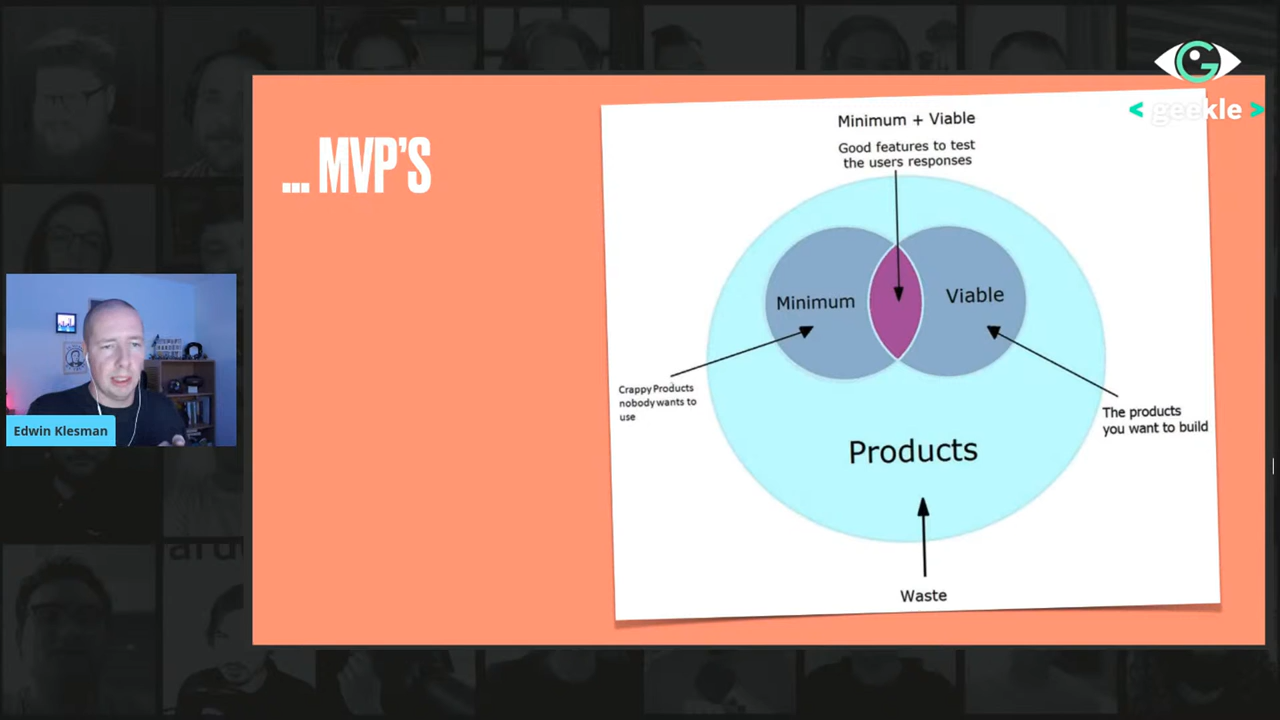 < geekle >
... MVP'S
Minimum + Viable
Good features to test
the users responses
Minimum
Viable
Crappy Products
nobody wants to
use
The products
you want to build
Products
Waste
Edwin Klesman